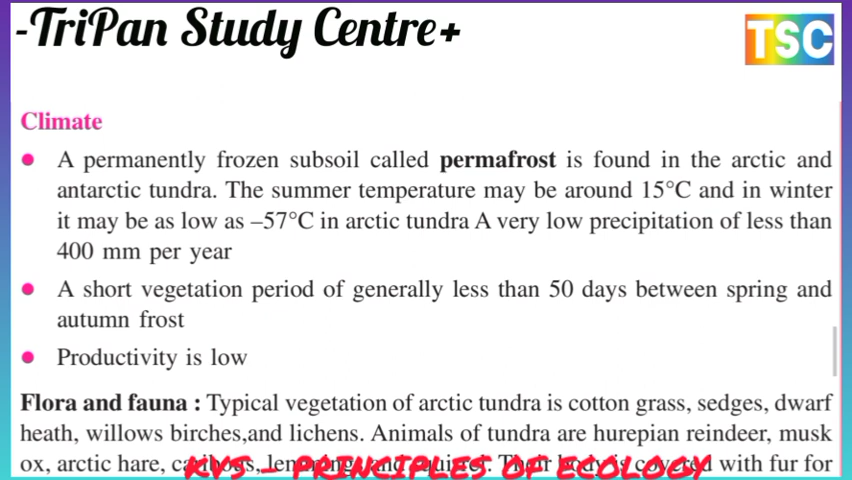 -TriPan Study Centre+
TSC
Climate
● A permanently frozen subsoil called permafrost is found in the arctic and
antarctic tundra. The summer temperature may be around 15°C and in winter
it may be as low as –57°C in arctic tundra A very low precipitation of less than
400 mm per year
● A short vegetation period of generally less than 50 days between spring and
autumn frost
● Productivity is low
Flora and fauna : Typical vegetation of arctic tundra is cotton grass, sedges, dwarf
heath, willows birches,and lichens. Animals of tundra are hurepian reindeer, musk
ox, arctic hare, with fur for
KVS – PRINCIPLES OF ECOLOGY